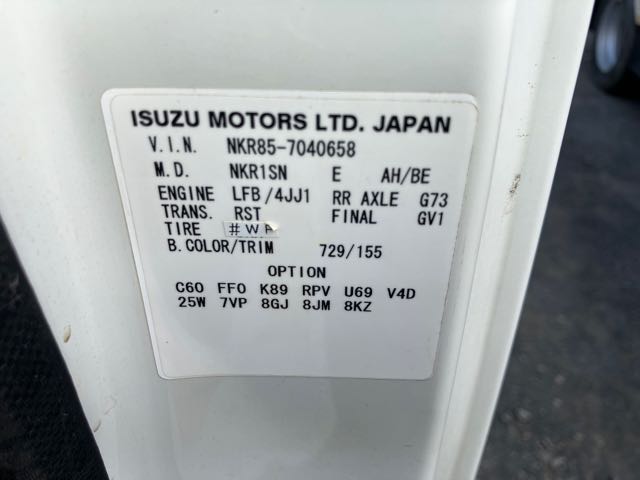 ISUZU MOTORS LTD. JAPAN
V.I.N. NKR85-7040658
M.D. NKR1SN E AH/BE
ENGINE LFB/4JJ1 RR AXLE G73
TRANS. RST FINAL GV1
TIRE #WA
B.COLOR/TRIM 729/155
OPTION
C60 FF0 K89 RPV U69 V4D
25W 7VP 8GJ 8JM 8KZ